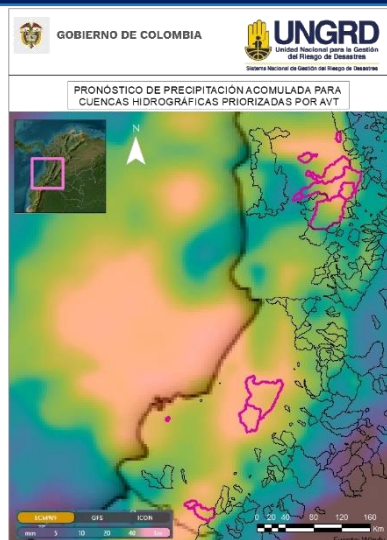 GOBIERNO DE COLOMBIA
UNGRD
Unidad Nacional para la Gestión
del Riesgo de Desastres
Sistema Nacional de Gestión del Riesgo de Desastres
PRONÓSTICO DE PRECIPITACIÓN ACOMULADA PARA
CUENCAS HIDROGRÁFICAS PRIORIZADAS POR AVT
N
ECMWF GFS ICON
mm 5 10 20 40
0 20 40 80 120 160
Km